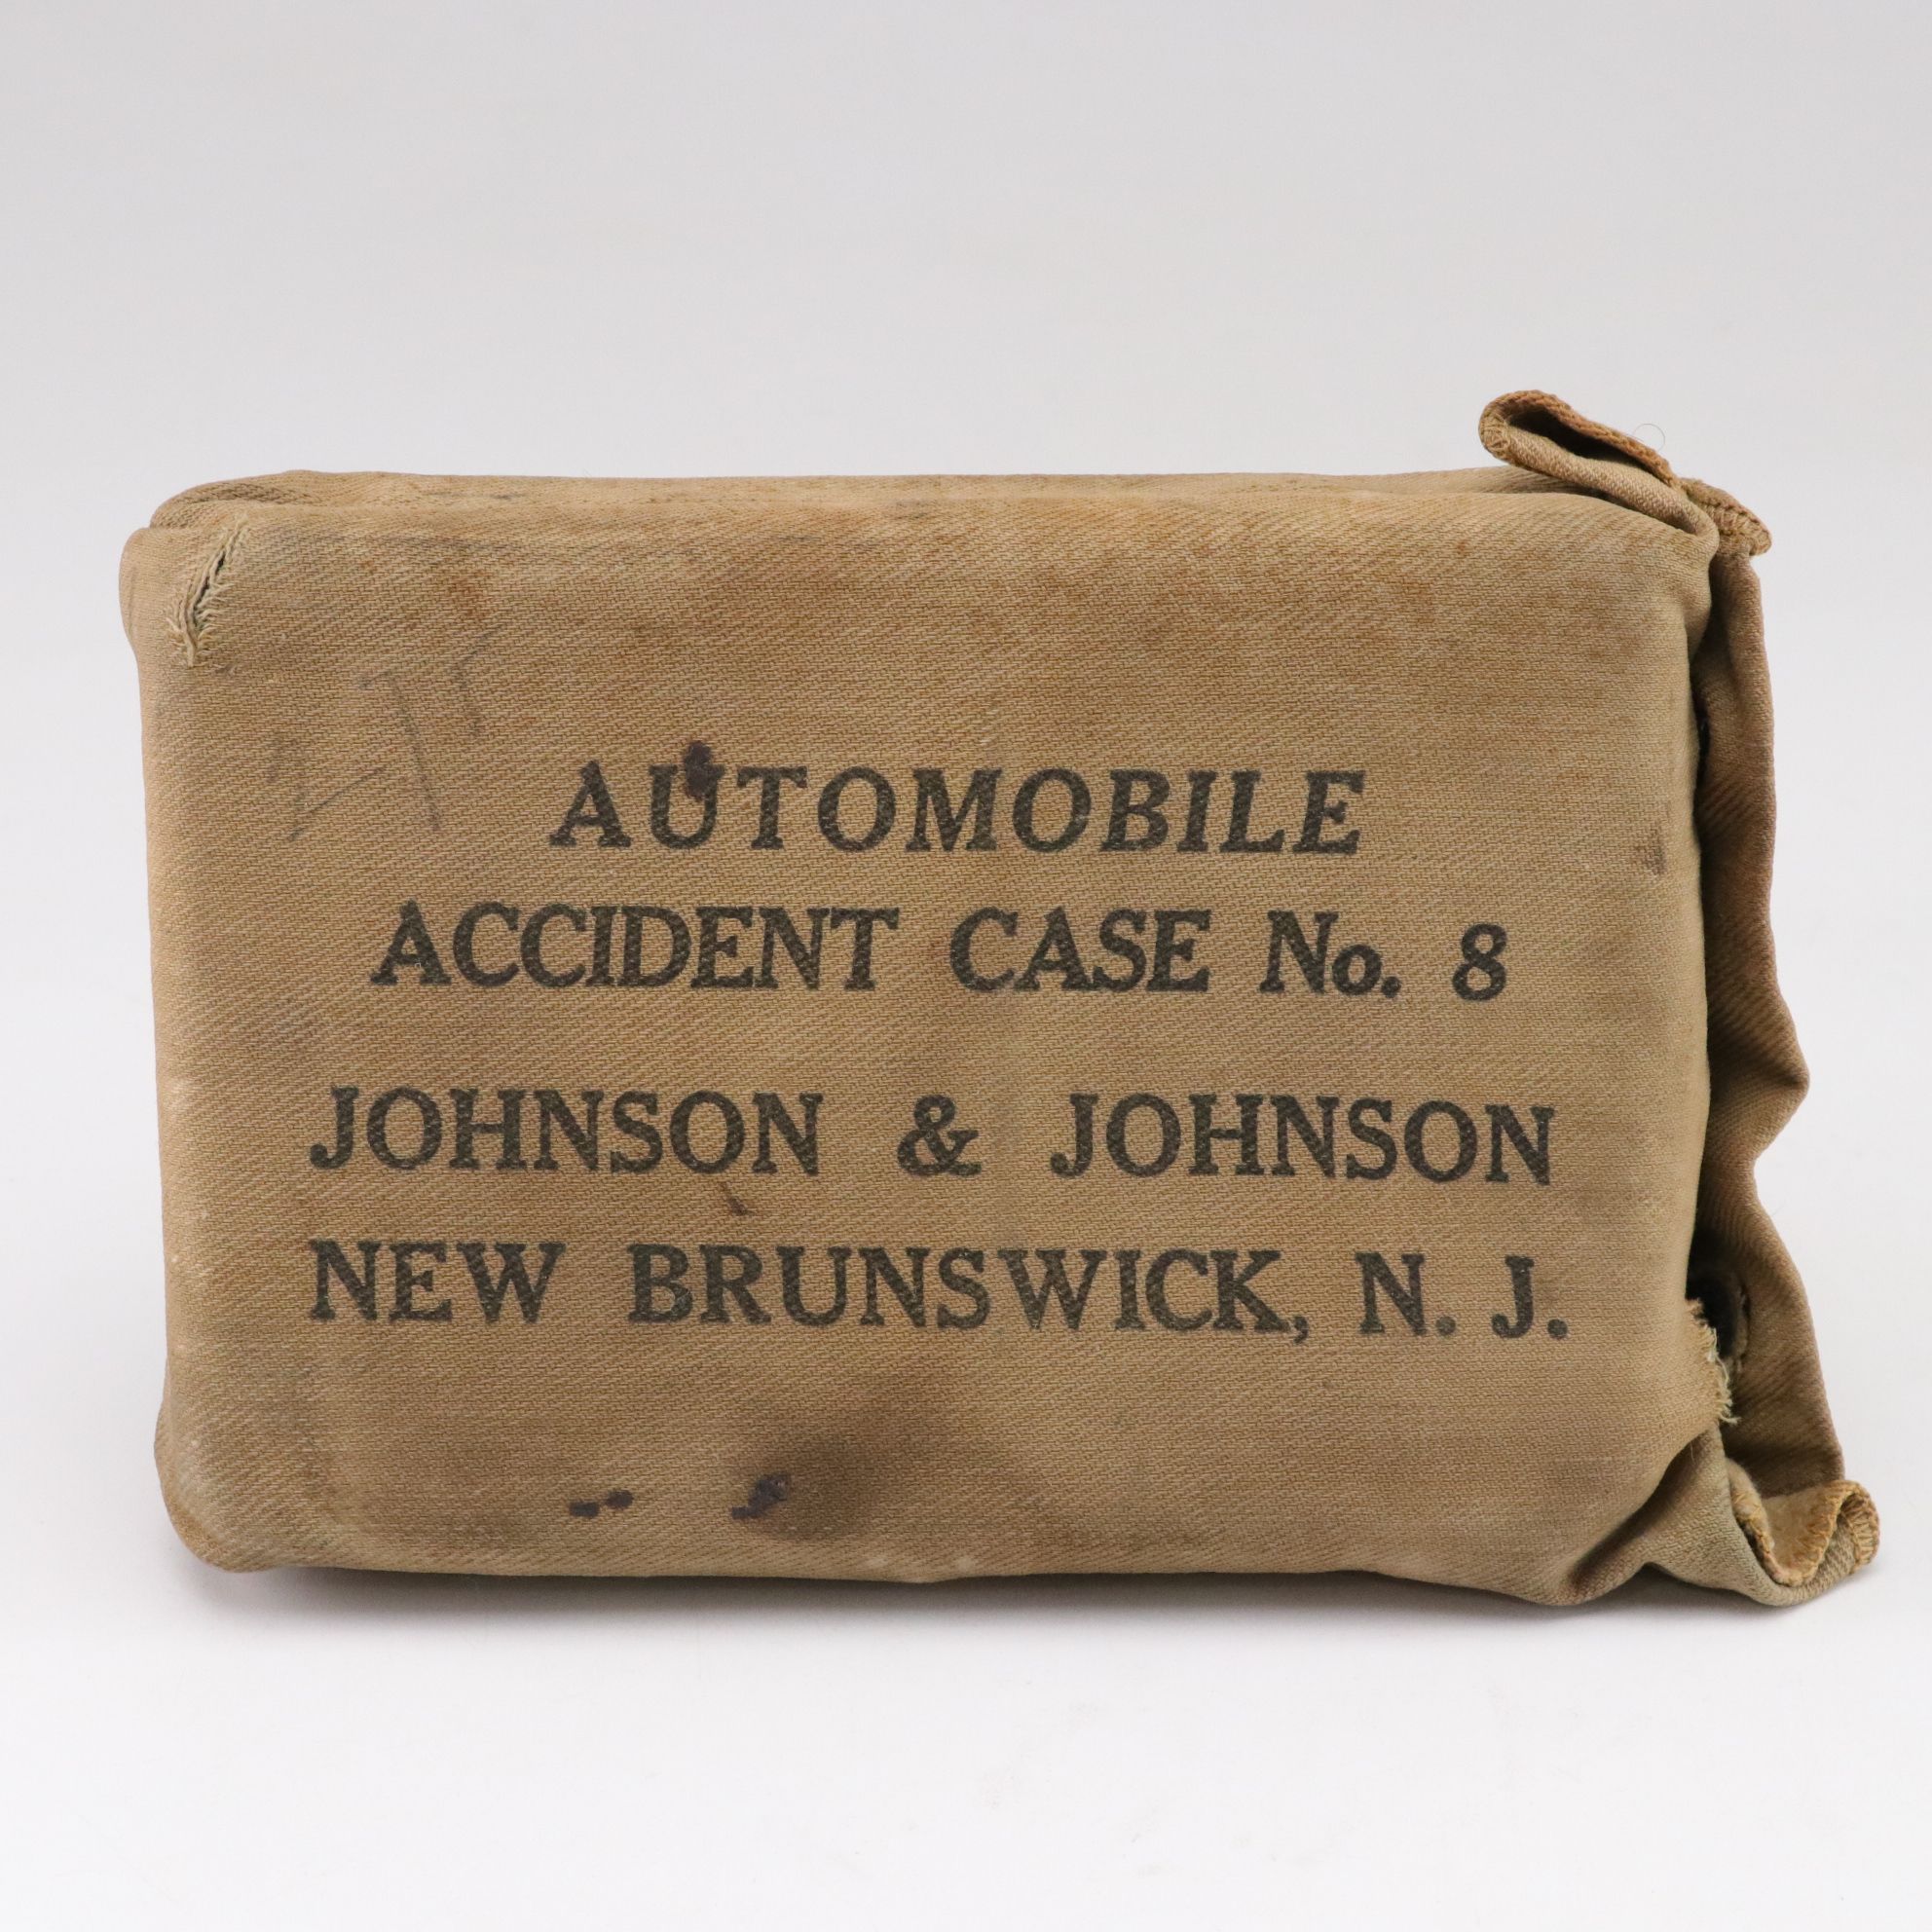 AUTOMOBILE
ACCIDENT CASE No. 8
JOHNSON & JOHNSON
NEW BRUNSWICK, N. J.